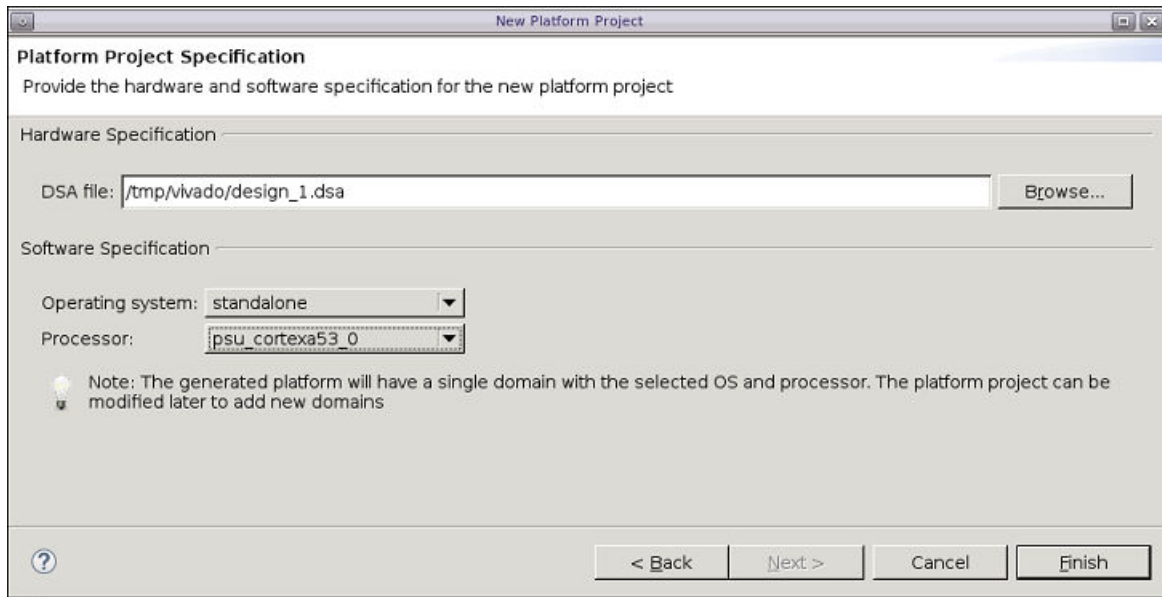 New Platform Project
Platform Project Specification
Provide the hardware and software specification for the new platform project
Hardware Specification
DSA file: /tmp/vivado/design_1.dsa Browse...
Software Specification
Operating system: standalone
Processor: psu_cortexa53_0
Note: The generated platform will have a single domain with the selected OS and processor. The platform project can be
modified later to add new domains
? < Back Next > Cancel Finish